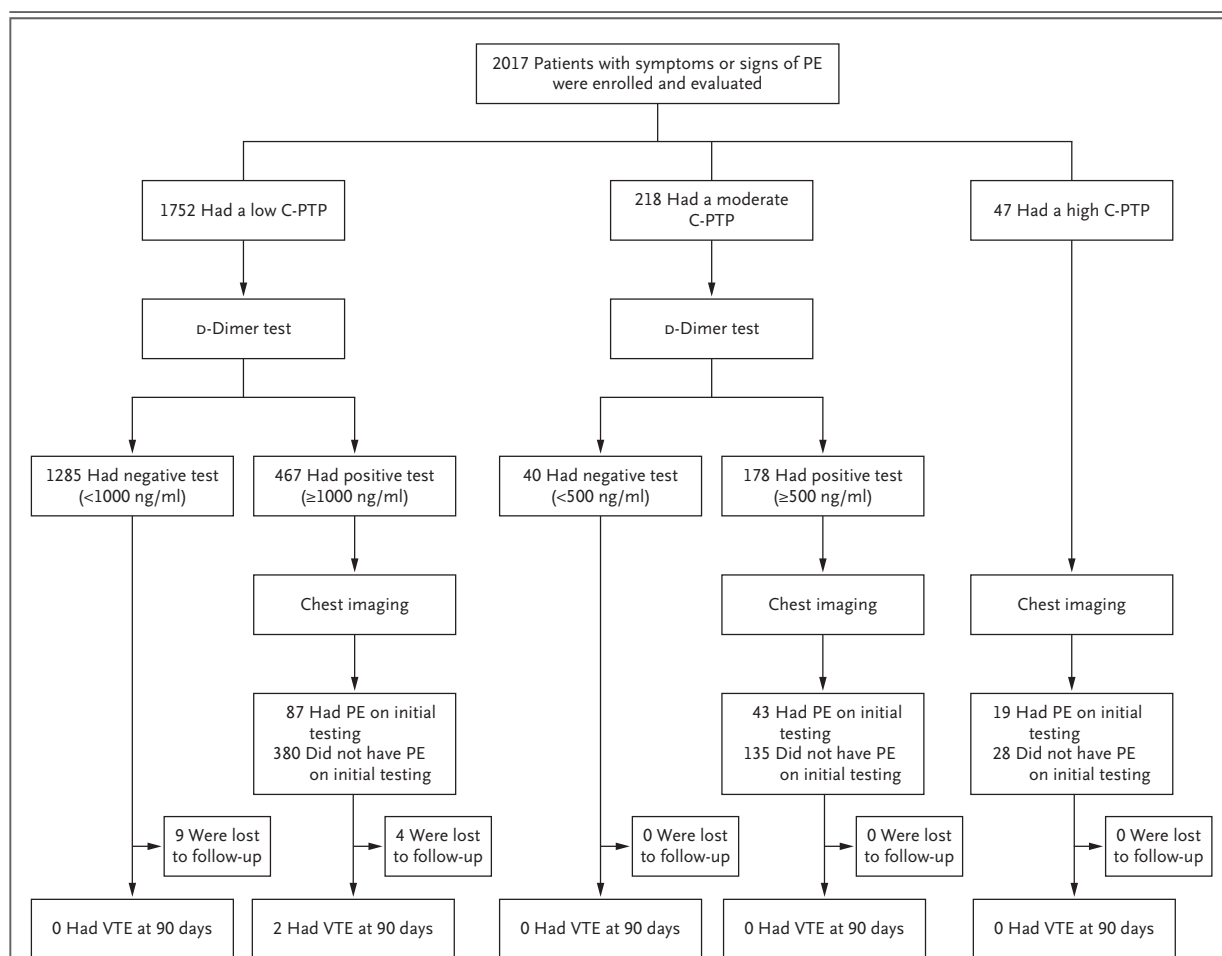 2017 Patients with symptoms or signs of PE
were enrolled and evaluated
1752 Had a low C-PTP
218 Had a moderate
C-PTP
47 Had a high C-PTP
D-Dimer test
D-Dimer test
1285 Had negative test
(<1000 ng/ml)
467 Had positive test
(≥1000 ng/ml)
40 Had negative test
(<500 ng/ml)
178 Had positive test
(≥500 ng/ml)
Chest imaging
Chest imaging
Chest imaging
87 Had PE on initial
testing
380 Did not have PE
on initial testing
43 Had PE on initial
testing
135 Did not have PE
on initial testing
19 Had PE on initial
testing
28 Did not have PE
on initial testing
9 Were lost
to follow-up
4 Were lost
to follow-up
0 Were lost
to follow-up
0 Were lost
to follow-up
0 Were lost
to follow-up
0 Had VTE at 90 days
2 Had VTE at 90 days
0 Had VTE at 90 days
0 Had VTE at 90 days
0 Had VTE at 90 days